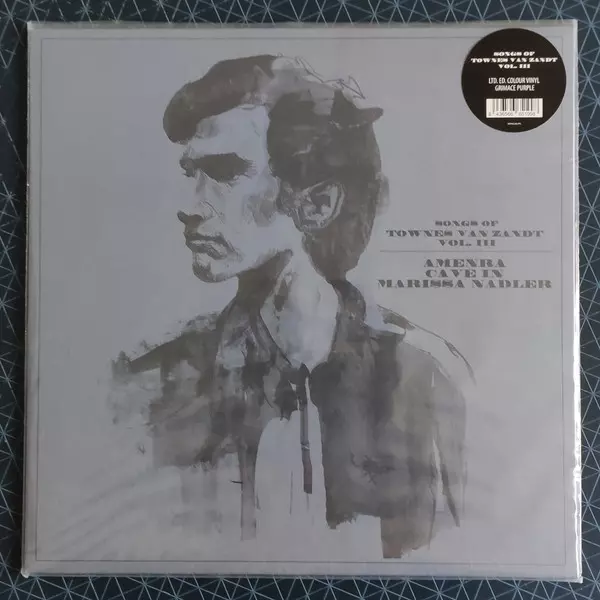 SONGS OF
TOWNES VAN ZANDT
VOL. III
LTD. ED. COLOUR VINYL
GRIMACE PURPLE
SONGS OF
TOWNES VAN ZANDT
VOL. III
AMENRA
CAVE IN
MARISSA NADLER